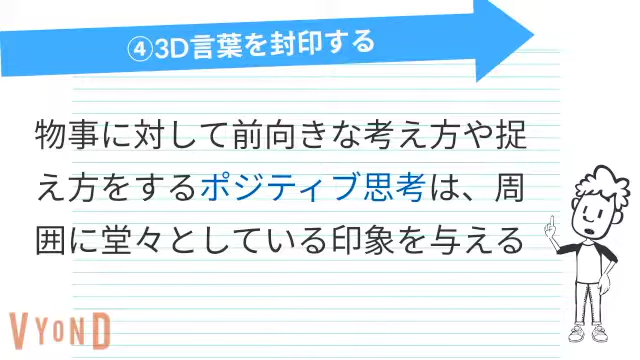 ④3D言葉を封印する
物事に対して前向きな考え方や捉
え方をするポジティブ思考は、周
囲に堂々としている印象を与える
VYOND